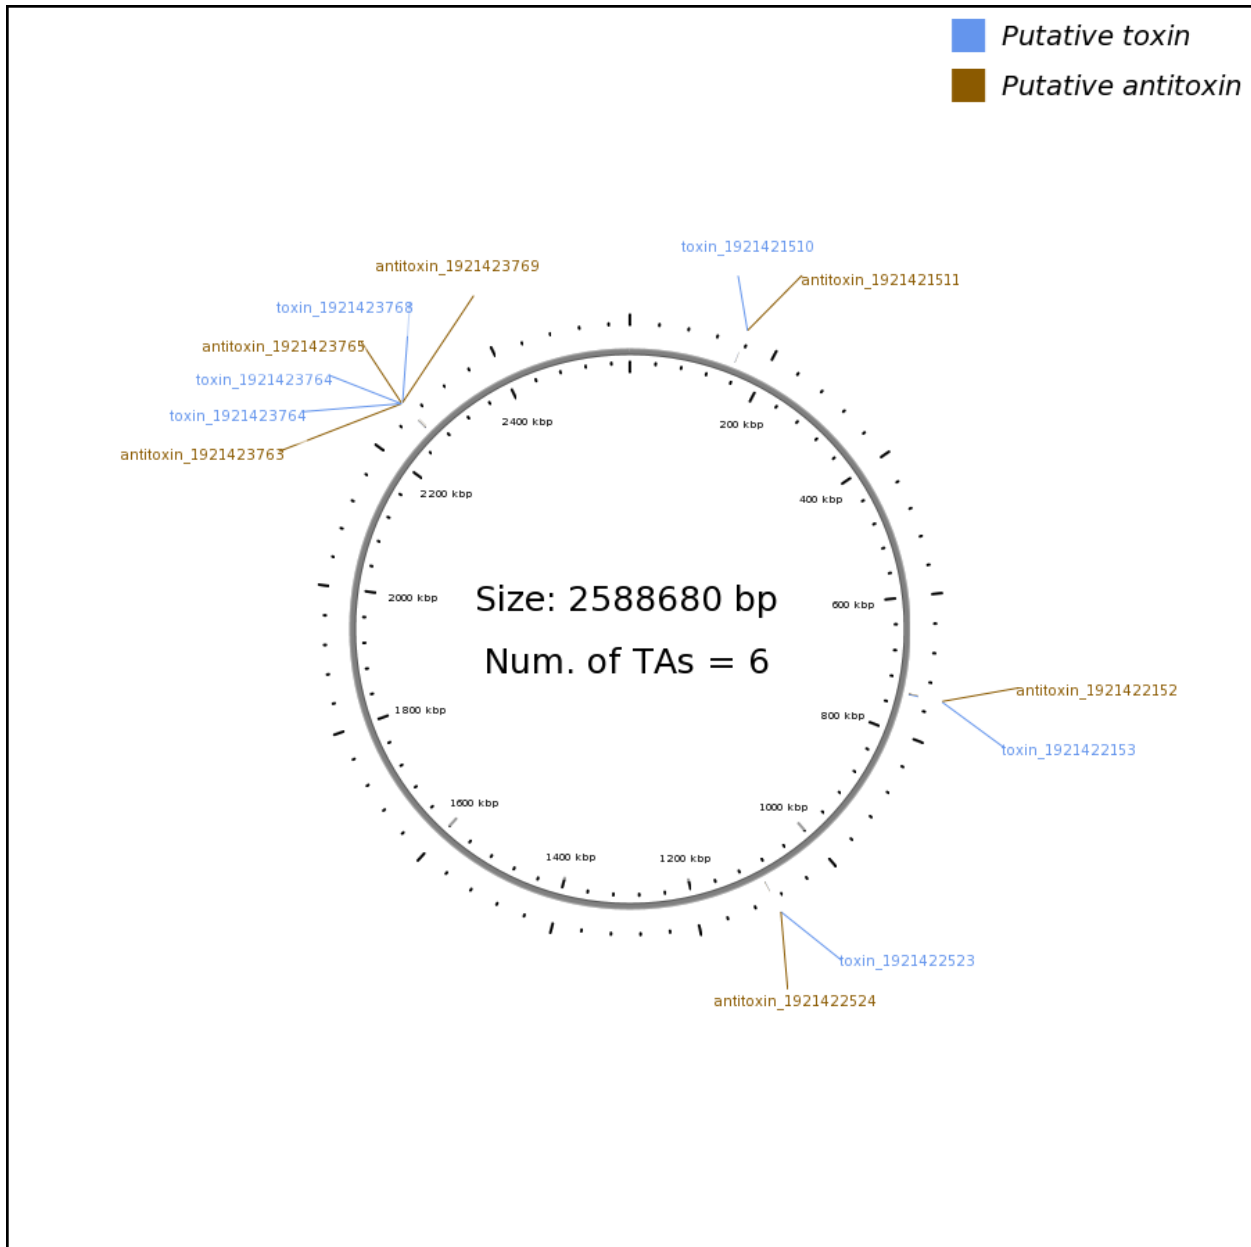 Putative toxin
Putative antitoxin
toxin_1921421510
antitoxin_1921423769
antitoxin_1921421511
toxin_1921423768
antitoxin_1921423765
toxin_1921423764
toxin_1921423764
antitoxin_1921423763
2400 kbp
200 kbp
2200 kbp
400 kbp
2000 kbp
600 kbp
Size: 2588680 bp
Num. of TAs = 6
antitoxin_1921422152
1800 kbp
800 kbp
toxin_1921422153
1600 kbp
1000 kbp
1400 kbp
1200 kbp
toxin_1921422523
antitoxin_1921422524